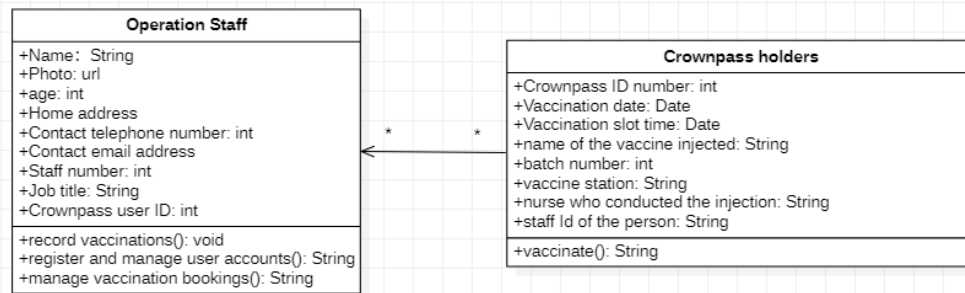 Operation Staff
+Name：String
+Photo: url
+age: int
+Home address
+Contact telephone number: int
+Contact email address
+Staff number: int
+Job title: String
+Crownpass user ID: int
+record vaccinations(): void
+register and manage user accounts(): String
+manage vaccination bookings(): String
*
*
Crownpass holders
+Crownpass ID number: int
+Vaccination date: Date
+Vaccination slot time: Date
+name of the vaccine injected: String
+batch number: int
+vaccine station: String
+nurse who conducted the injection: String
+staff Id of the person: String
+vaccinate(): String